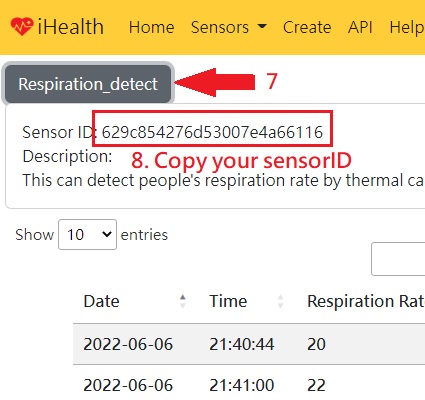 iHealth Home Sensors Create API Help
Respiration_detect 7
Sensor ID: 629c854276d53007e4a66116
Description: 8. Copy your sensorID
This can detect people's respiration rate by thermal ca
Show 10 entries
Date Time Respiration Rat
2022-06-06 21:40:44 20
2022-06-06 21:41:00 22